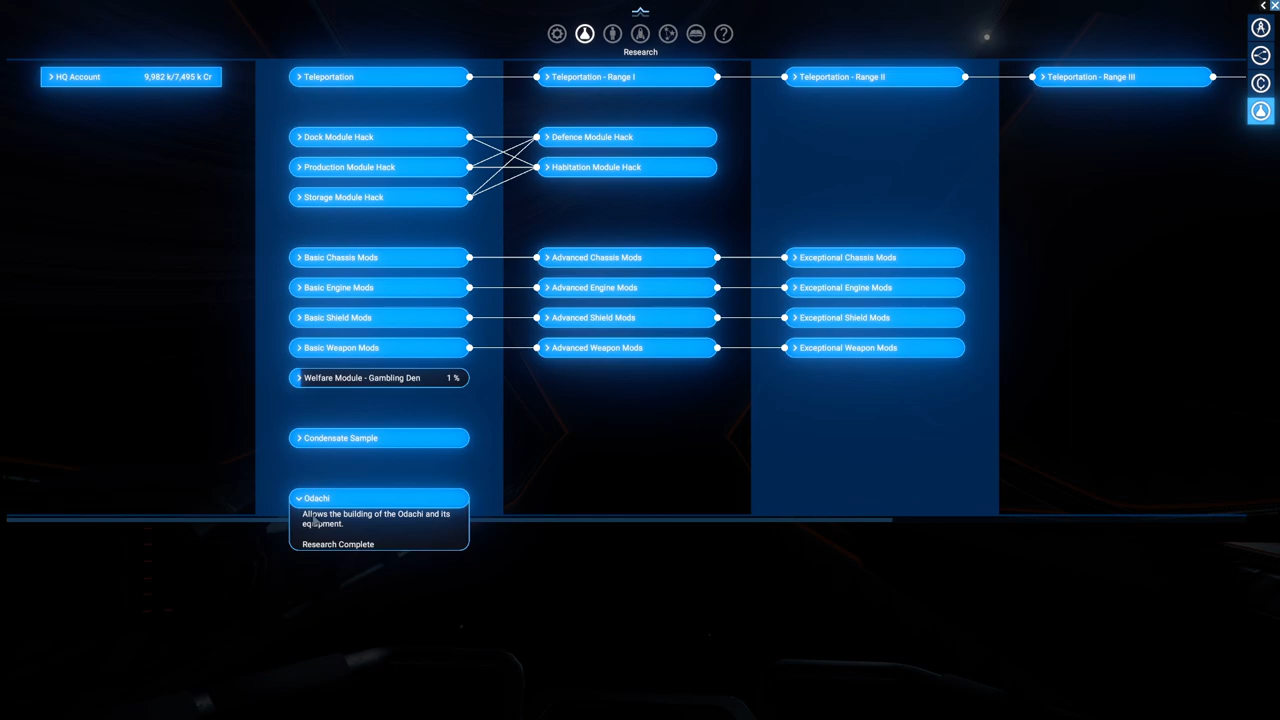 Research
HQ Account 9,982 k/7,495 k Cr
Teleportation
Teleportation - Range I
Teleportation - Range II
Teleportation - Range III
Dock Module Hack
Defence Module Hack
Production Module Hack
Habitation Module Hack
Storage Module Hack
Basic Chassis Mods
Advanced Chassis Mods
Exceptional Chassis Mods
Basic Engine Mods
Advanced Engine Mods
Exceptional Engine Mods
Basic Shield Mods
Advanced Shield Mods
Exceptional Shield Mods
Basic Weapon Mods
Advanced Weapon Mods
Exceptional Weapon Mods
Welfare Module - Gambling Den 1 %
Condensate Sample
Odachi
Allows the building of the Odachi and its
equipment.
Research Complete